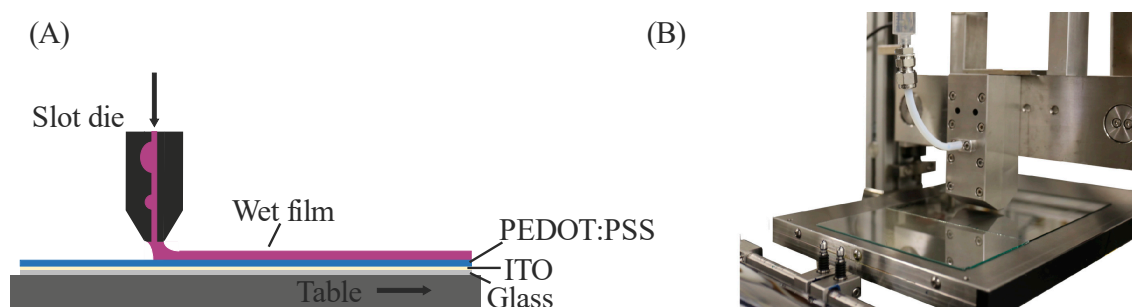 (A)
(B)
Slot die
Wet film
PEDOT:PSS
ITO
Glass
Table